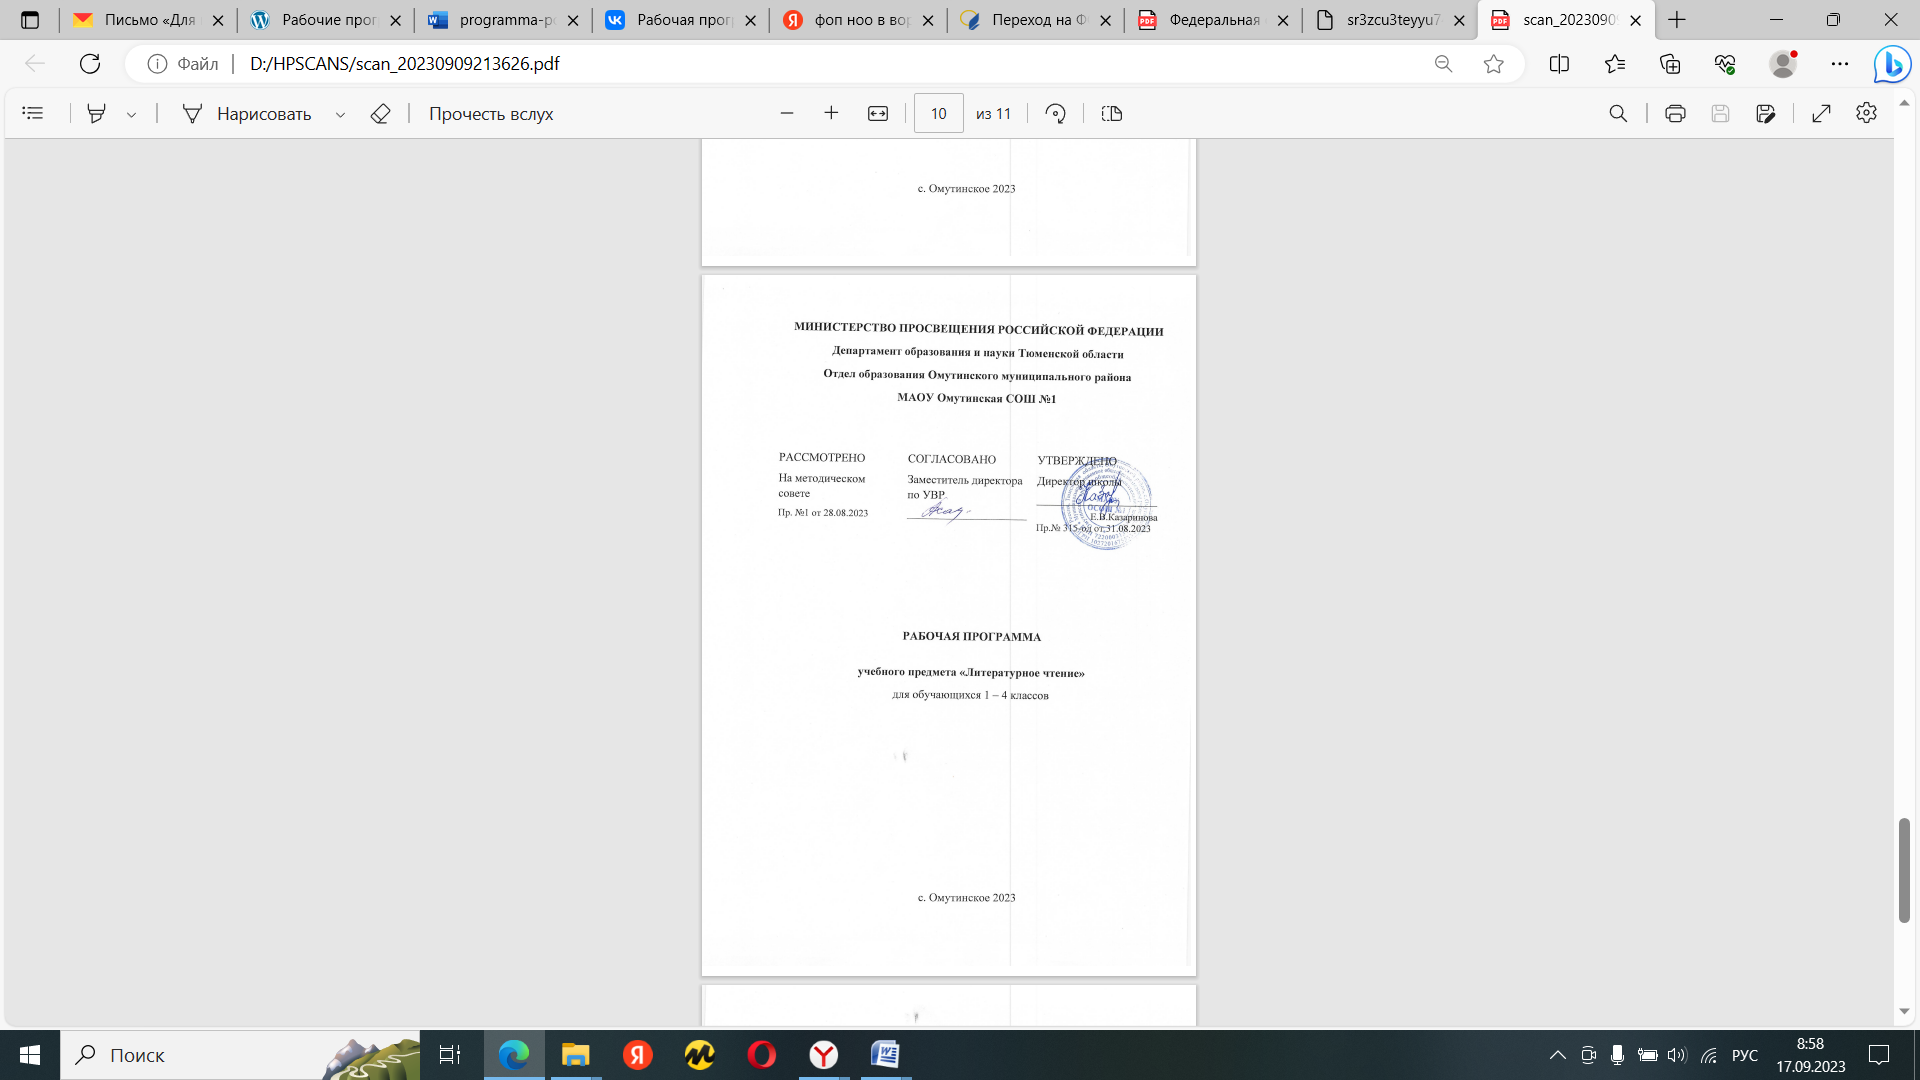 Письмо «Для
Рабочие прог
programma-po
Рабочая прог
фоп ноо в вор
Переход на Ф
Федеральная
sr3zcu3teyyu7
scan_20230909
Файл
D:/HPSCANS/scan_20230909213626.pdf
Нарисовать
Прочесть вслух
10
из 11
с. Омутинское 2023
МИНИСТЕРСТВО ПРОСВЕЩЕНИЯ РОССИЙСКОЙ ФЕДЕРАЦИИ
Департамент образования и науки Тюменской области
Отдел образования Омутинского муниципального района
МАОУ Омутинская СОШ №1
РАССМОТРЕНО
На методическом
совете
Пр. №1 от 28.08.2023
СОГЛАСОВАНО
Заместитель директора
по УВР
УТВЕРЖДЕНО
Директор школы
Е.В.Казаринова
Пр.№ 315-од от 31.08.2023
РАБОЧАЯ ПРОГРАММА
учебного предмета «Литературное чтение»
для обучающихся 1 – 4 классов
с. Омутинское 2023
Поиск
РУС
8:58
17.09.2023